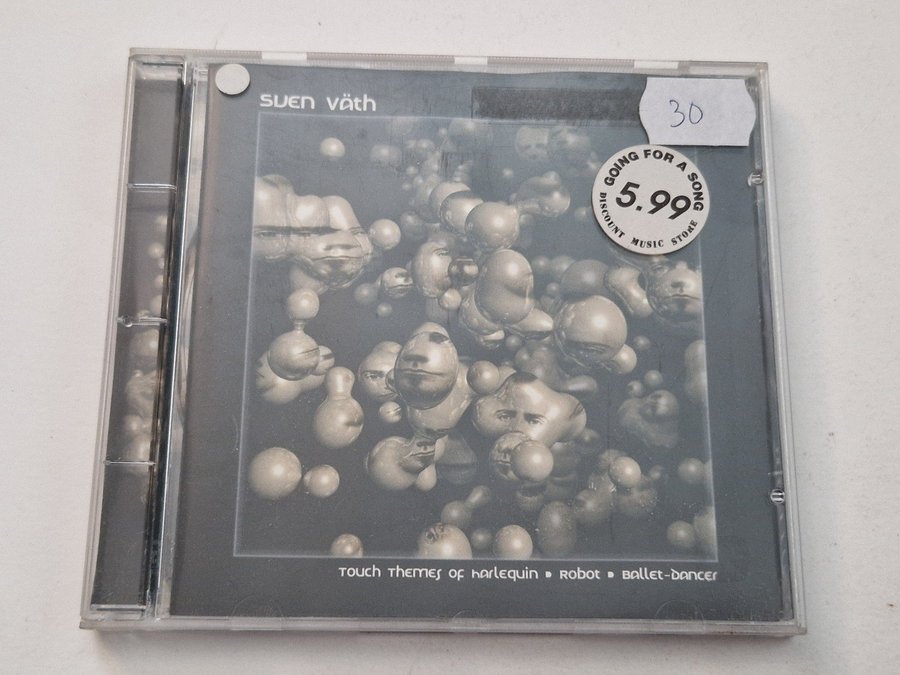 Sven Väth
30
GOING FOR A SONG
5.99
DISCOUNT MUSIC STORE
Touch Themes of Harlequin • Robot • Ballet-Dancer